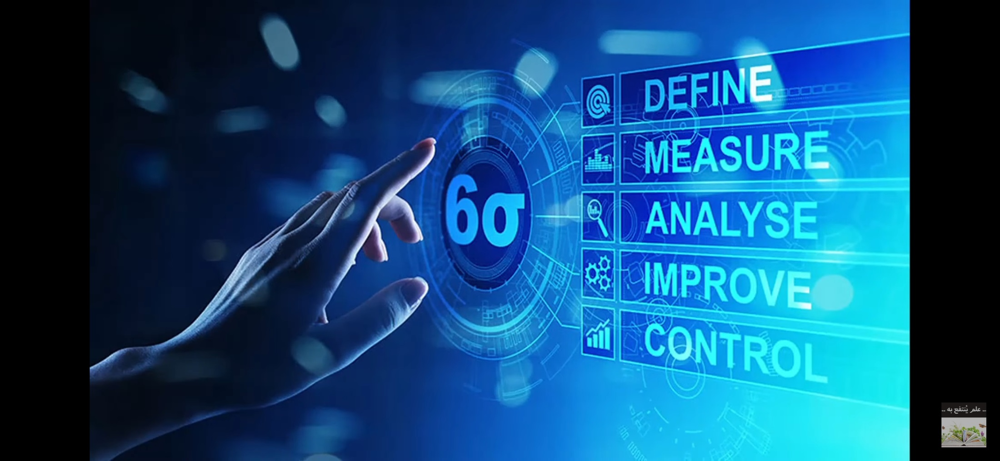 6σ
DEFINE
MEASURE
ANALYSE
IMPROVE
CONTROL
... علم يُنتفع به ...